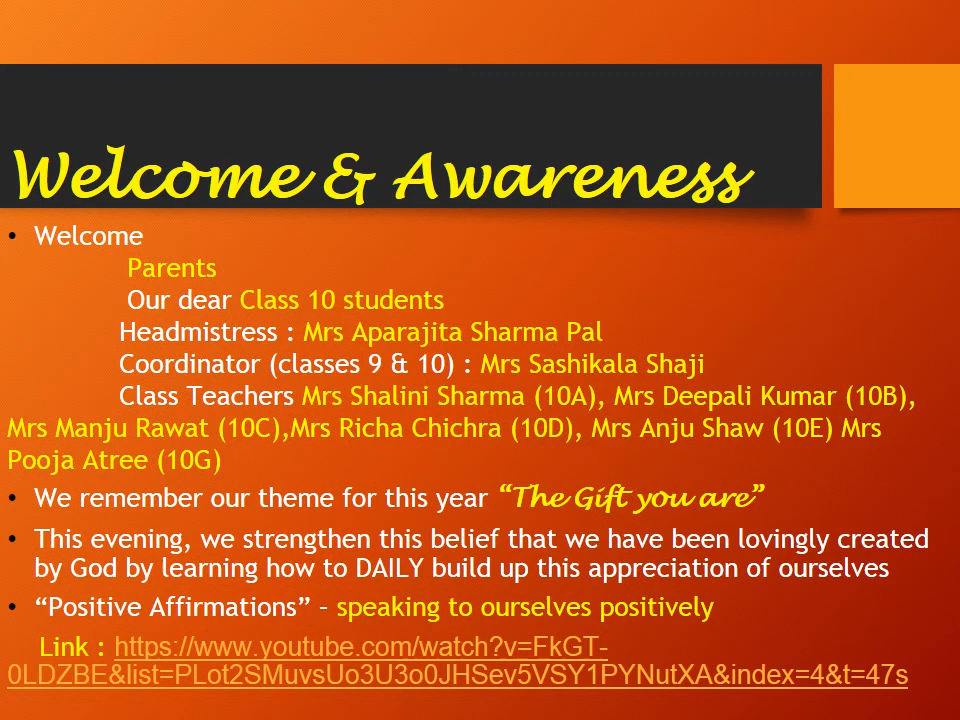 Welcome & Awareness
• Welcome
Parents
Our dear Class 10 students
Headmistress : Mrs Aparajita Sharma Pal
Coordinator (classes 9 & 10) : Mrs Sashikala Shaji
Class Teachers Mrs Shalini Sharma (10A), Mrs Deepali Kumar (10B),
Mrs Manju Rawat (10C),Mrs Richa Chichra (10D), Mrs Anju Shaw (10E) Mrs
Pooja Atree (10G)
• We remember our theme for this year “The Gift you are”
• This evening, we strengthen this belief that we have been lovingly created
by God by learning how to DAILY build up this appreciation of ourselves
• “Positive Affirmations” – speaking to ourselves positively
Link : https://www.youtube.com/watch?v=FkGT-
0LDZBE&list=PLot2SMuvsUo3U3o0JHSev5VSY1PYNutXA&index=4&t=47s